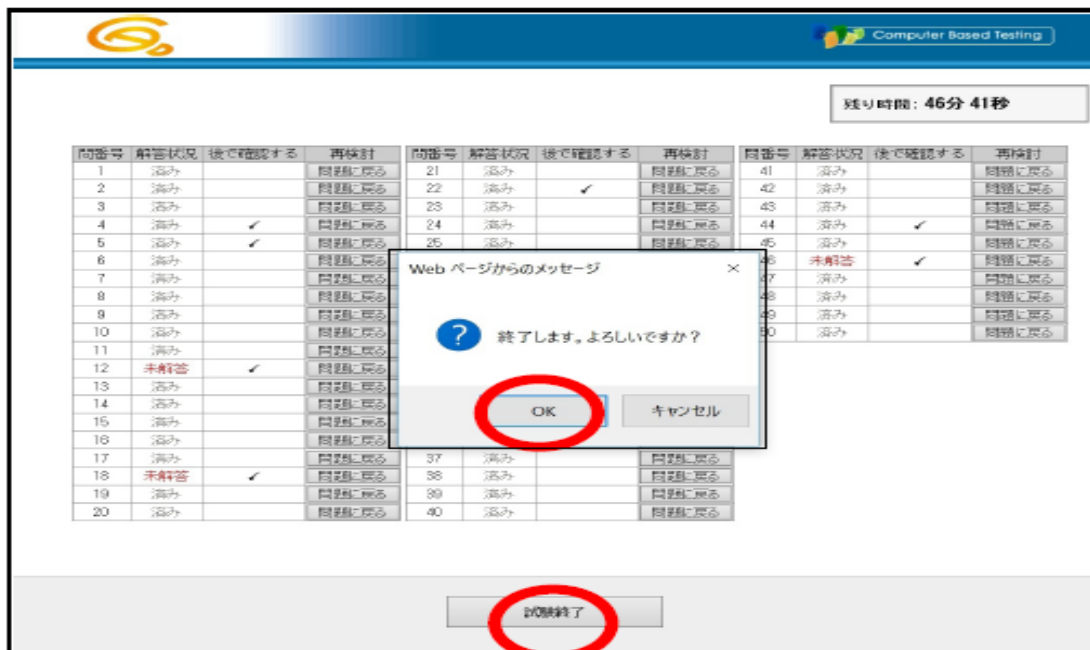 Computer Based Testing
残り時間: 46分 41秒
問番号 解答状況 後で確認する 再検討 問番号 解答状況 後で確認する 再検討 問番号 解答状況 後で確認する 再検討
1 済み 問題に戻る 21 済み 問題に戻る 41 済み 問題に戻る
2 済み 問題に戻る 22 済み ✓ 問題に戻る 42 済み 問題に戻る
3 済み 問題に戻る 23 済み 問題に戻る 43 済み 問題に戻る
4 済み ✓ 問題に戻る 24 済み 問題に戻る 44 済み ✓ 問題に戻る
5 済み ✓ 問題に戻る 25 済み 問題に戻る 45 済み 問題に戻る
6 済み 問題に戻る 未解答 ✓ 問題に戻る
7 済み 問題に戻る 済み 問題に戻る
8 済み 問題に戻る 済み 問題に戻る
9 済み 問題に戻る 済み 問題に戻る
10 済み 問題に戻る 済み 問題に戻る
11 済み 問題に戻る
12 未解答 ✓ 問題に戻る
13 済み 問題に戻る
14 済み 問題に戻る
15 済み 問題に戻る
16 済み 問題に戻る
17 済み 問題に戻る 37 済み 問題に戻る
18 未解答 ✓ 問題に戻る 38 済み 問題に戻る
19 済み 問題に戻る 39 済み 問題に戻る
20 済み 問題に戻る 40 済み 問題に戻る
Web ページからのメッセージ
終了します。よろしいですか？
OK キャンセル
試験終了